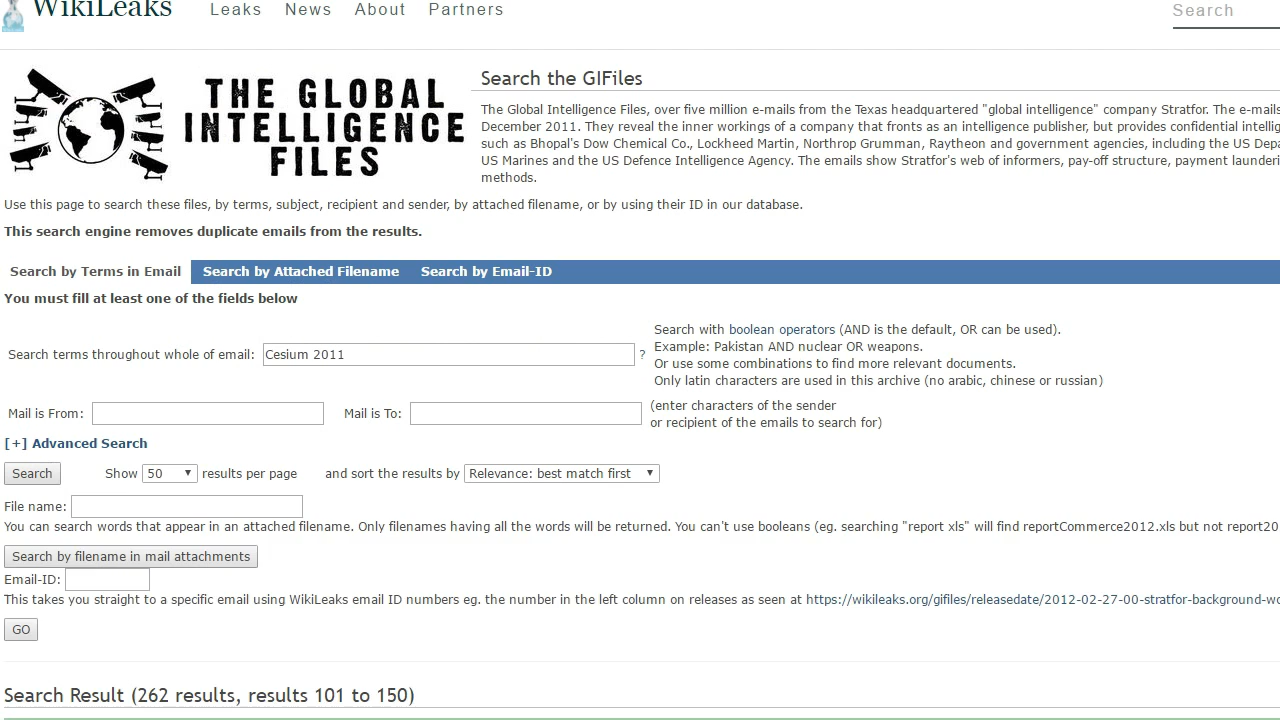 WikiLeaks
Leaks News About Partners
Search
THE GLOBAL
INTELLIGENCE
FILES
Search the GIFiles
The Global Intelligence Files, over five million e-mails from the Texas headquartered "global intelligence" company Stratfor. The e-mails
December 2011. They reveal the inner workings of a company that fronts as an intelligence publisher, but provides confidential
such as Bhopal's Dow Chemical Co., Lockheed Martin, Northrop Grumman, Raytheon and government agencies, including the US
US Marines and the US Defence Intelligence Agency. The emails show Stratfor's web of informers, pay-off structure, payment
methods.
Use this page to search these files, by terms, subject, recipient and sender, by attached filename, or by using their ID in our database.
This search engine removes duplicate emails from the results.
Search by Terms in Email Search by Attached Filename Search by Email-ID
You must fill at least one of the fields below
Search with boolean operators (AND is the default, OR can be used).
Search terms throughout whole of email: Cesium 2011 ?
Example: Pakistan AND nuclear OR weapons.
Or use some combinations to find more relevant documents.
Only latin characters are used in this archive (no arabic, chinese or russian)
Mail is From: Mail is To: (enter characters of the sender
or recipient of the emails to search for)
[+] Advanced Search
Search Show 50 results per page and sort the results by Relevance: best match first
File name:
You can search words that appear in an attached filename. Only filenames having all the words will be returned. You can't use booleans (eg. searching "report xls" will find reportCommerce2012.xls but not report20
Search by filename in mail attachments
Email-ID:
This takes you straight to a specific email using WikiLeaks email ID numbers eg. the number in the left column on releases as seen at https://wikileaks.org/gifiles/releasedate/2012-02-27-00-stratfor-background-wo
GO
Search Result (262 results, results 101 to 150)